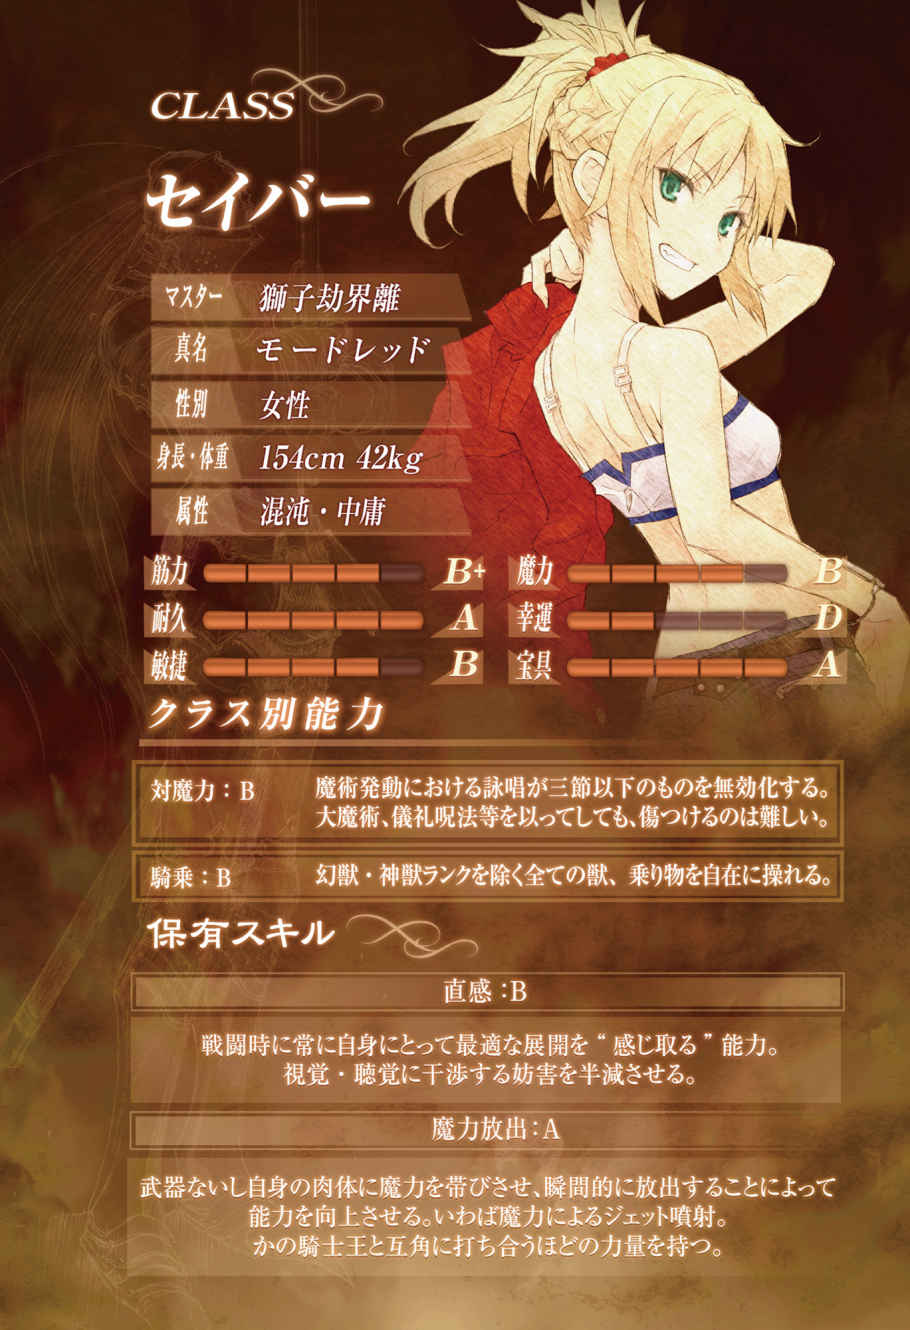 CLASS
セイバー
マスター 獅子劫界離
真名 モードレッド
性別 女性
身長・体重 154cm 42kg
属性 混沌・中庸
筋力 B+ 魔力 B
耐久 A 幸運 D
敏捷 B 宝具 A
クラス別能力
対魔力：B 魔術発動における詠唱が三節以下のものを無効化する。
大魔術、儀礼呪法等を以ってしても、傷つけるのは難しい。
騎乗：B 幻獣・神獣ランクを除く全ての獣、乗り物を自在に操れる。
保有スキル
直感：B
戦闘時に常に自身にとって最適な展開を“感じ取る”能力。
視覚・聴覚に干渉する妨害を半減させる。
魔力放出：A
武器ないし自身の肉体に魔力を帯びさせ、瞬間的に放出することによって
能力を向上させる。いわば魔力によるジェット噴射。
かの騎士王と互角に打ち合うほどの力量を持つ。